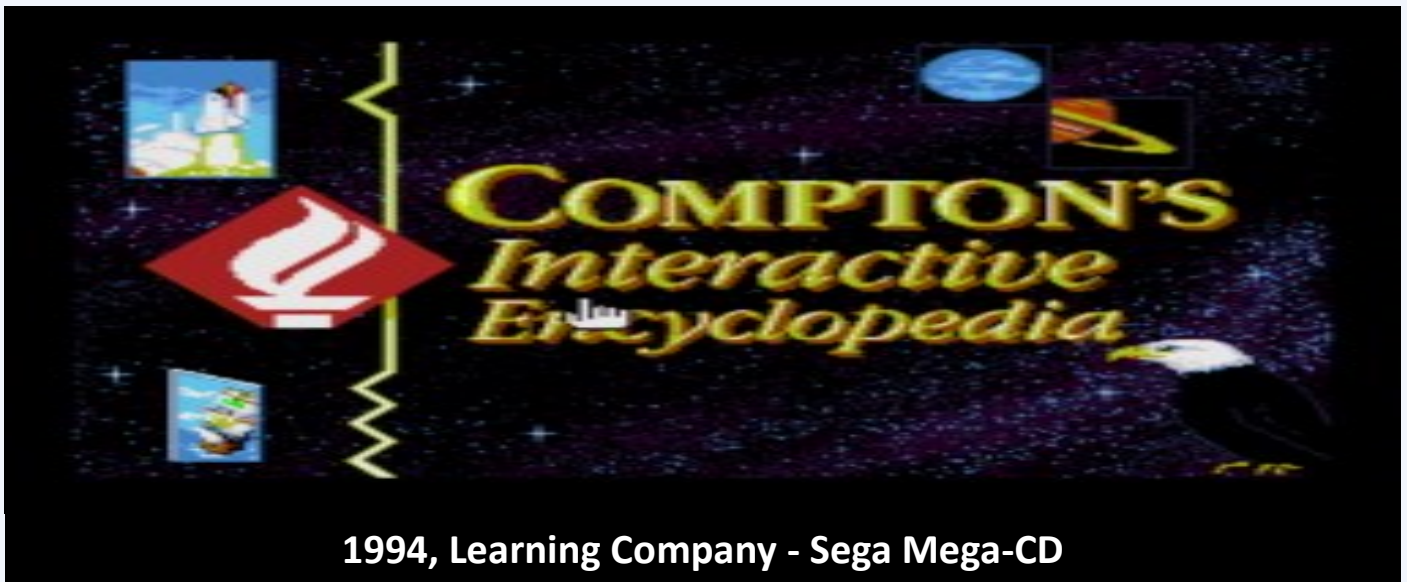 COMPTON'S
Interactive
Encyclopedia
1994, Learning Company - Sega Mega-CD